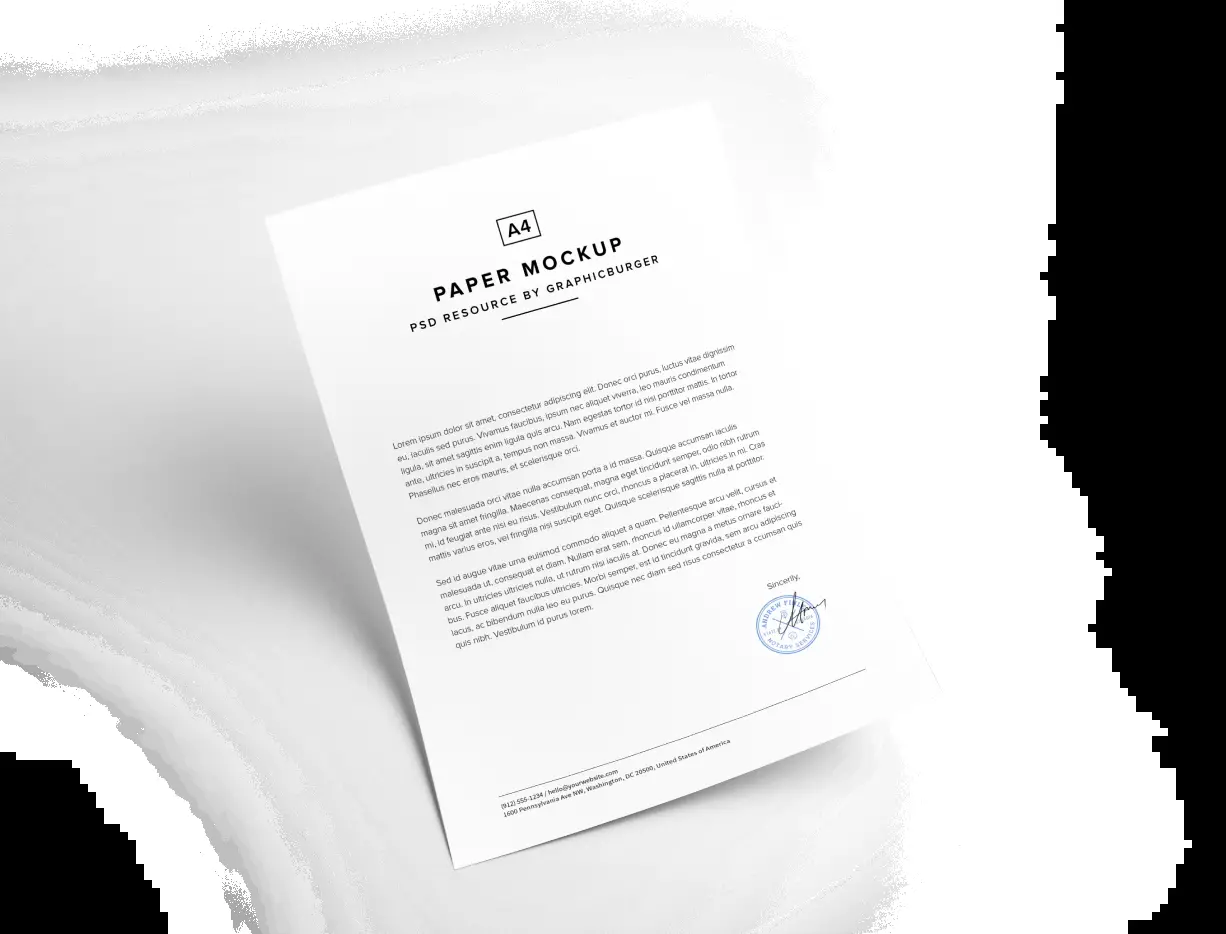 A4
PAPER MOCKUP
PSD RESOURCE BY GRAPHICBURGER
Lorem ipsum dolor sit amet, consectetur adipiscing elit. Donec orci purus, luctus vitae dignissim
eu, iaculis sed purus. Vivamus faucibus, ipsum nec aliquet viverra, leo mauris condimentum
ligula, sit amet sagittis enim ligula quis arcu. Nam egestas tortor id nisi porttitor mattis. In tortor
ante, ultricies in suscipit a, tempus non massa. Vivamus et auctor mi. Fusce vel massa nulla.
Phasellus nec eros mauris, et scelerisque orci.
Donec malesuada orci vitae nulla accumsan porta a id massa. Quisque accumsan iaculis
magna sit amet fringilla. Maecenas consequat, magna eget tincidunt semper, odio nibh rutrum
mi, id feugiat ante nisi eu risus. Vestibulum nunc orci, rhoncus a placerat in, ultrices in mi. Cras
mattis varius eros, vel fringilla nisi suscipit eget. Quisque scelerisque sagittis nulla at porttitor.
Sed id augue vitae urna euismod commodo aliquet a quam. Pellentesque arcu velit, cursus et
malesuada ut, consequat et diam. Nullam erat sem, rhoncus id ullamcorper vitae, rhoncus et
arcu. In ultricies ultricies nulla, ut rutrum nisi iaculis at. Donec eu magna a metus ornare fauci-
bus. Fusce aliquet faucibus ultricies. Morbi semper, est id tincidunt gravida, sem arcu adipiscing
lacus, ac bibendum nulla leo eu purus. Quisque nec diam sed risus consectetur a ccumsan quis
quis nibh. Vestibulum id purus lorem.
Sincerily,
ANDREW
NOTARY SERVICES
(912) 555-1234 / hello@yourwebsite.com
1600 Pennsylvania Ave NW, Washington, DC 20500, United States of America